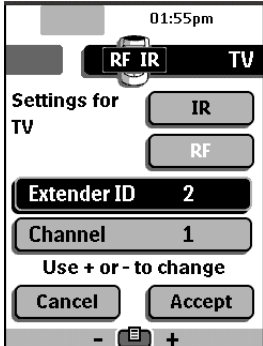 01:55pm
RF IR TV
Settings for
TV
IR
RF
Extender ID 2
Channel 1
Use + or - to change
Cancel Accept
- +